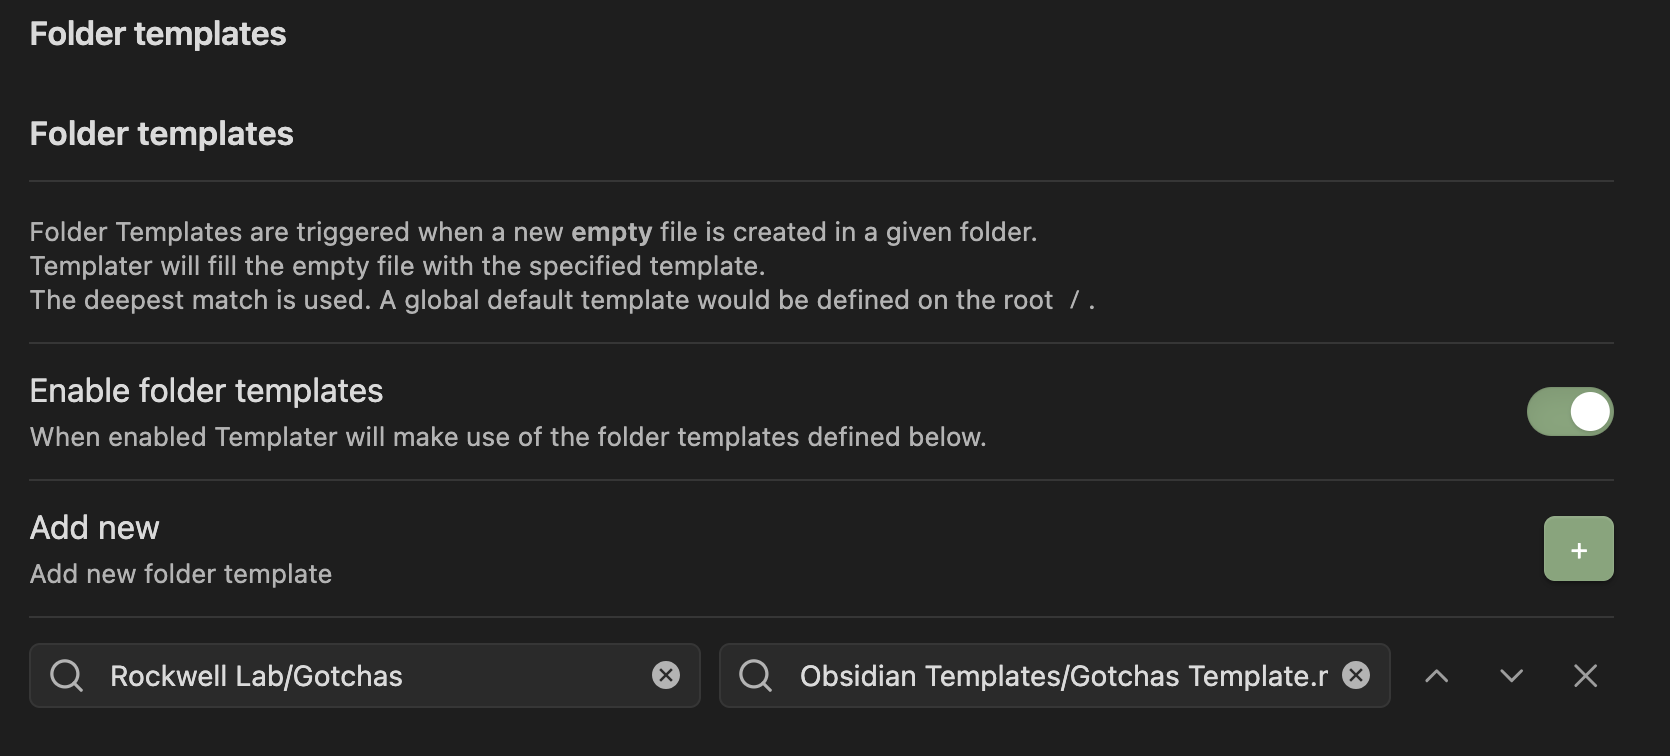 Folder templates
Folder templates
Folder Templates are triggered when a new empty file is created in a given folder.
Templater will fill the empty file with the specified template.
The deepest match is used. A global default template would be defined on the root / .
Enable folder templates
When enabled Templater will make use of the folder templates defined below.
Add new
Add new folder template
+
Rockwell Lab/Gotchas
Obsidian Templates/Gotchas Template.r